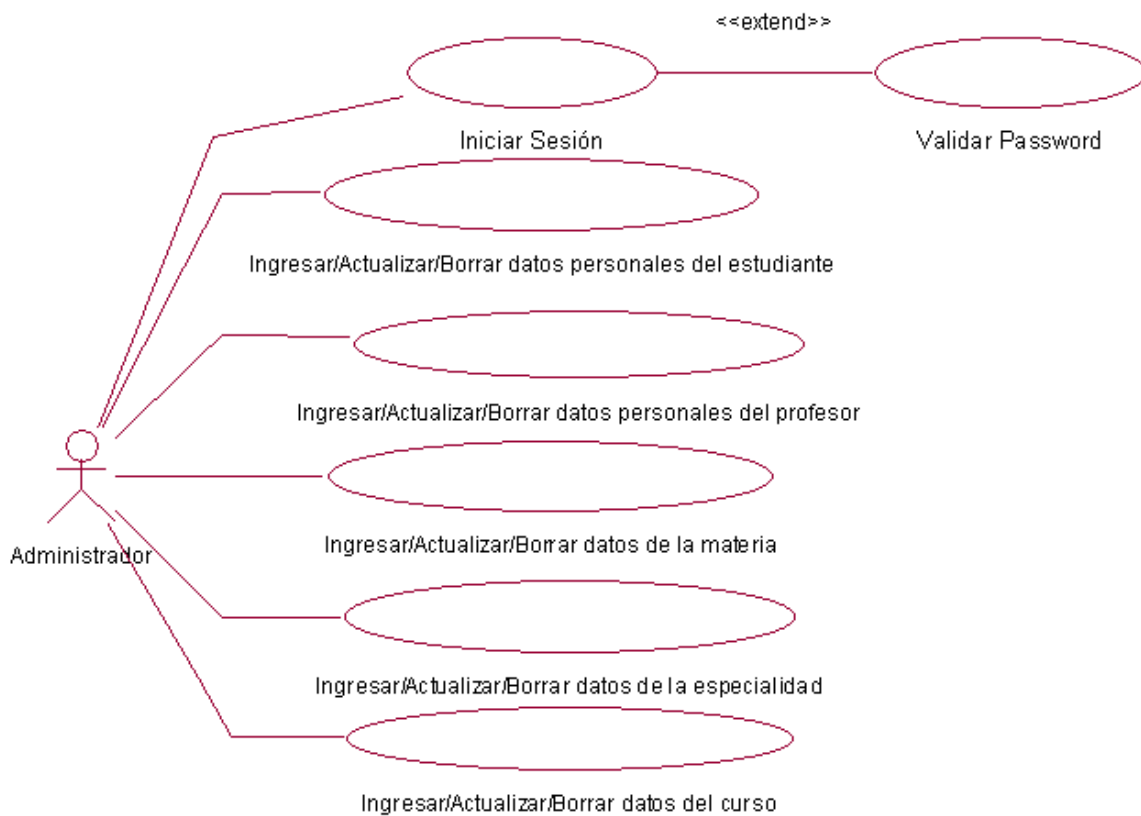 <<extend>>
Iniciar Sesión
Validar Password
Ingresar/Actualizar/Borrar datos personales del estudiante
Ingresar/Actualizar/Borrar datos personales del profesor
Ingresar/Actualizar/Borrar datos de la materia
Administrador
Ingresar/Actualizar/Borrar datos de la especialidad
Ingresar/Actualizar/Borrar datos del curso